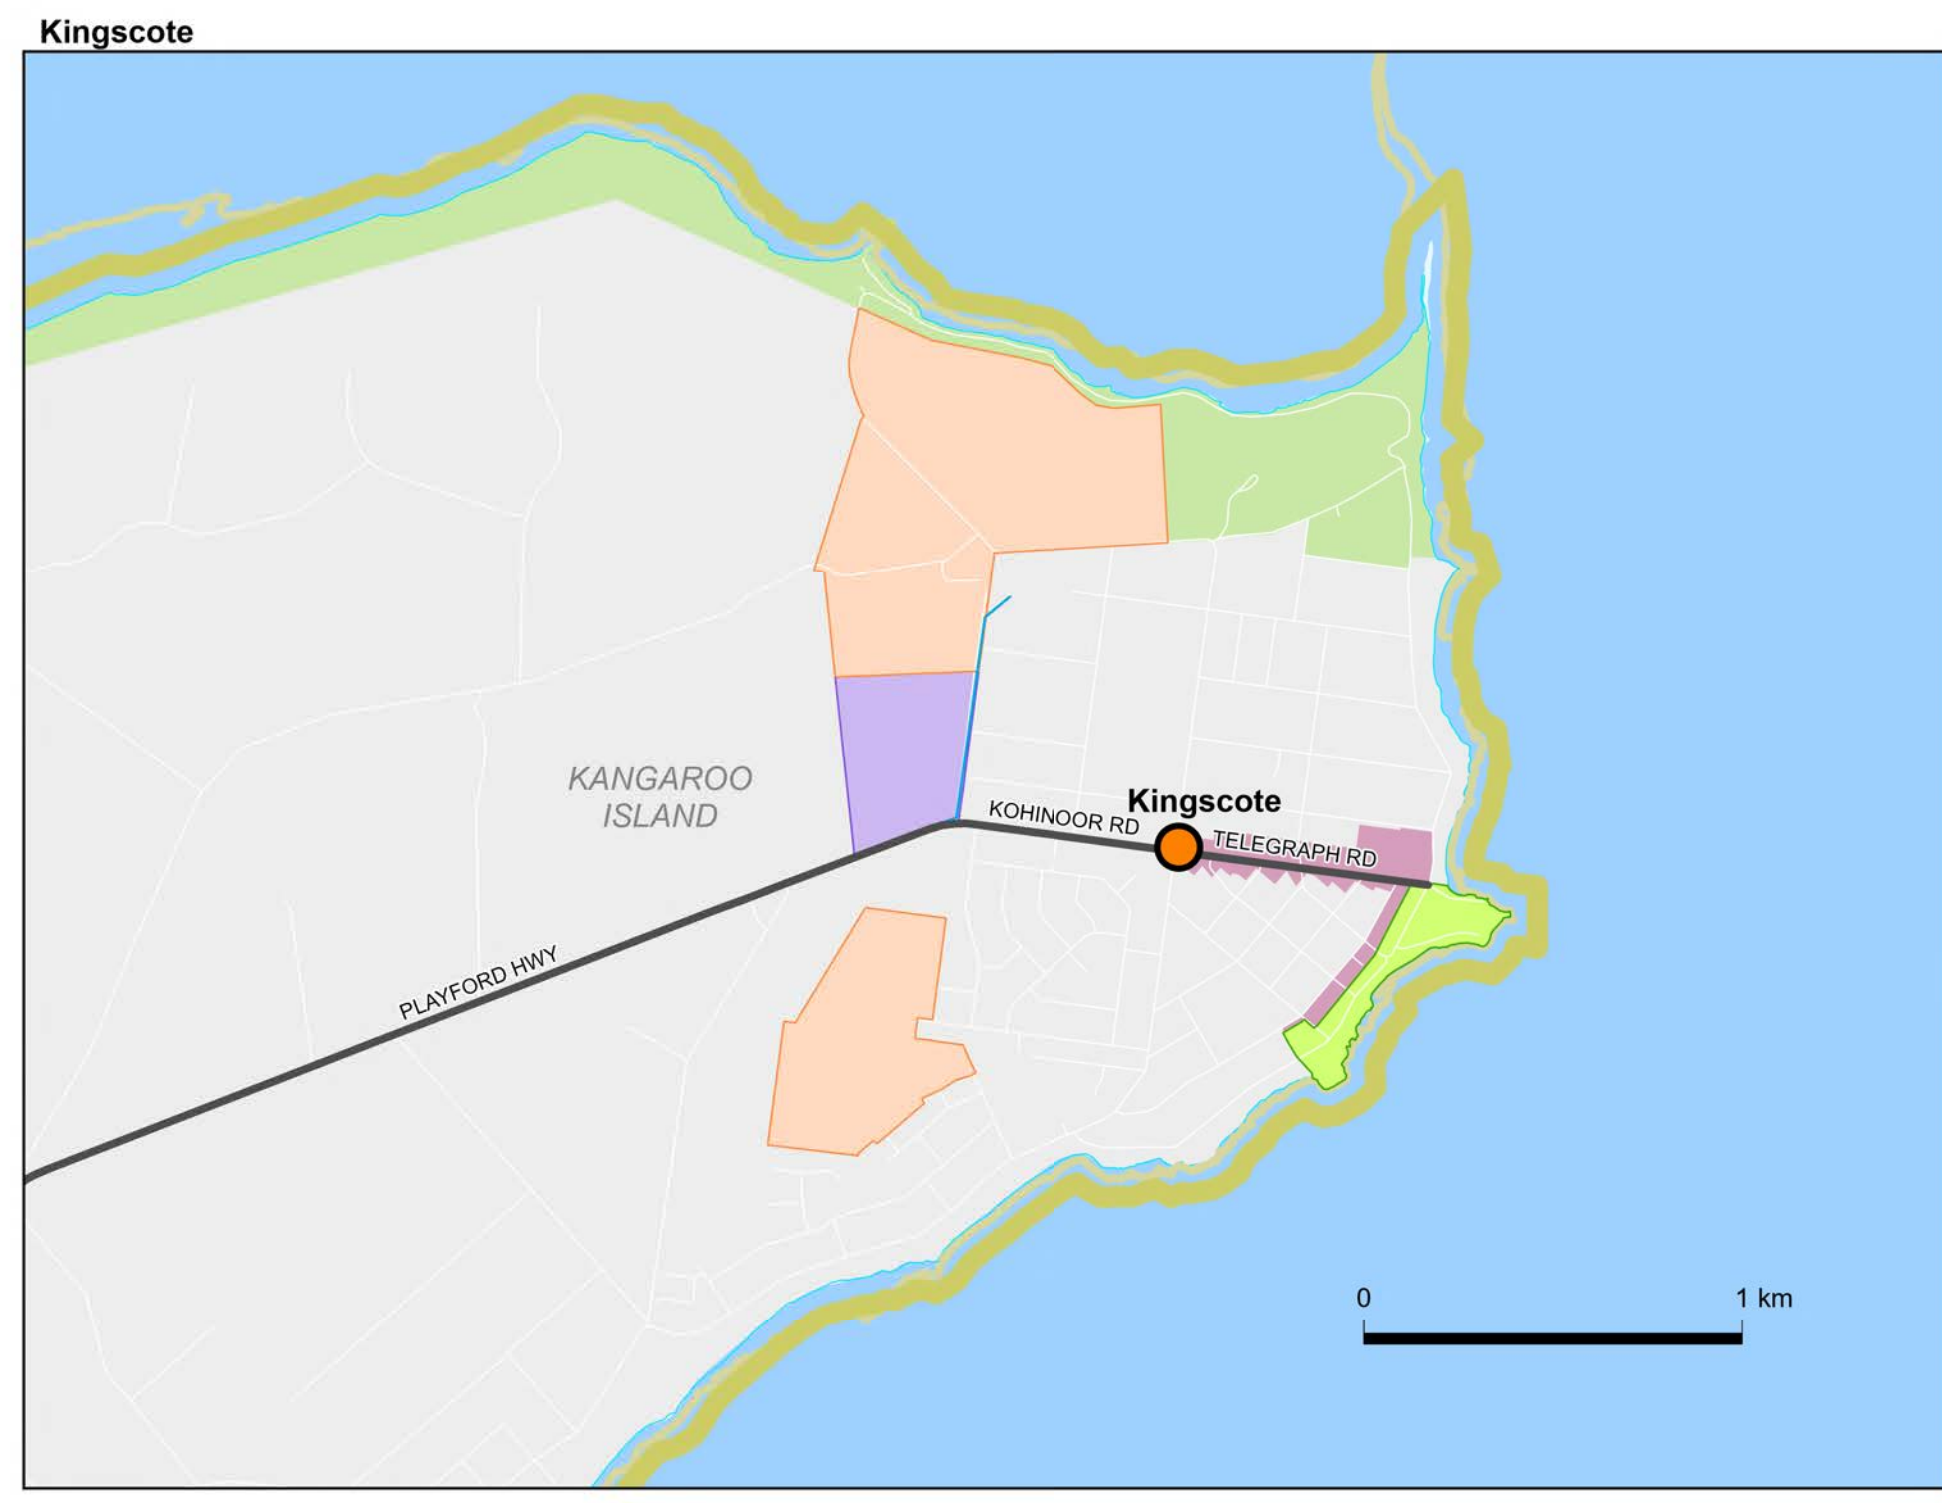 Kingscote
KANGAROO
ISLAND
Kingscote
KOHINOOR RD
TELEGRAPH RD
PLAYFORD HWY
0
1 km